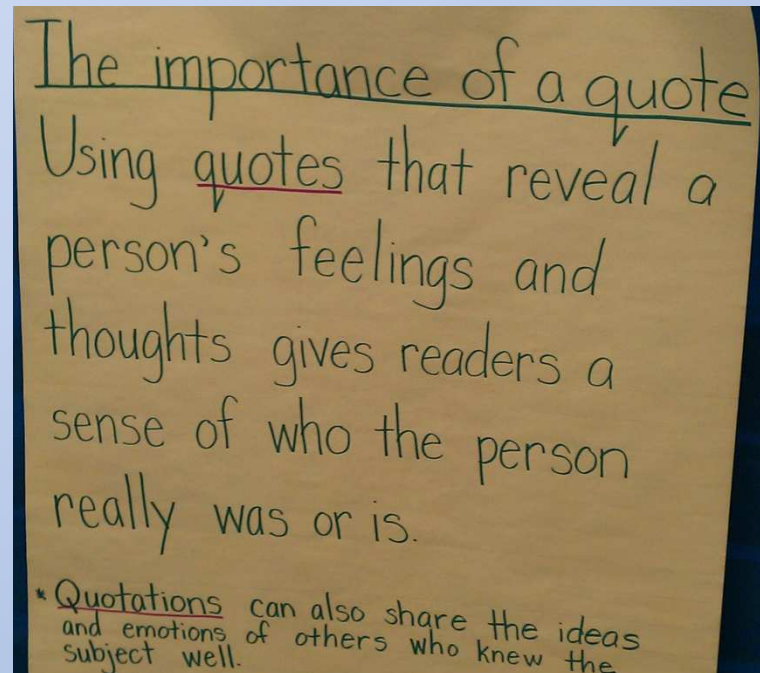 The importance of a quote
Using quotes that reveal a
person's feelings and
thoughts gives readers a
sense of who the person
really was or is.
* Quotations can also share the ideas
and emotions of others who knew the
subject well.